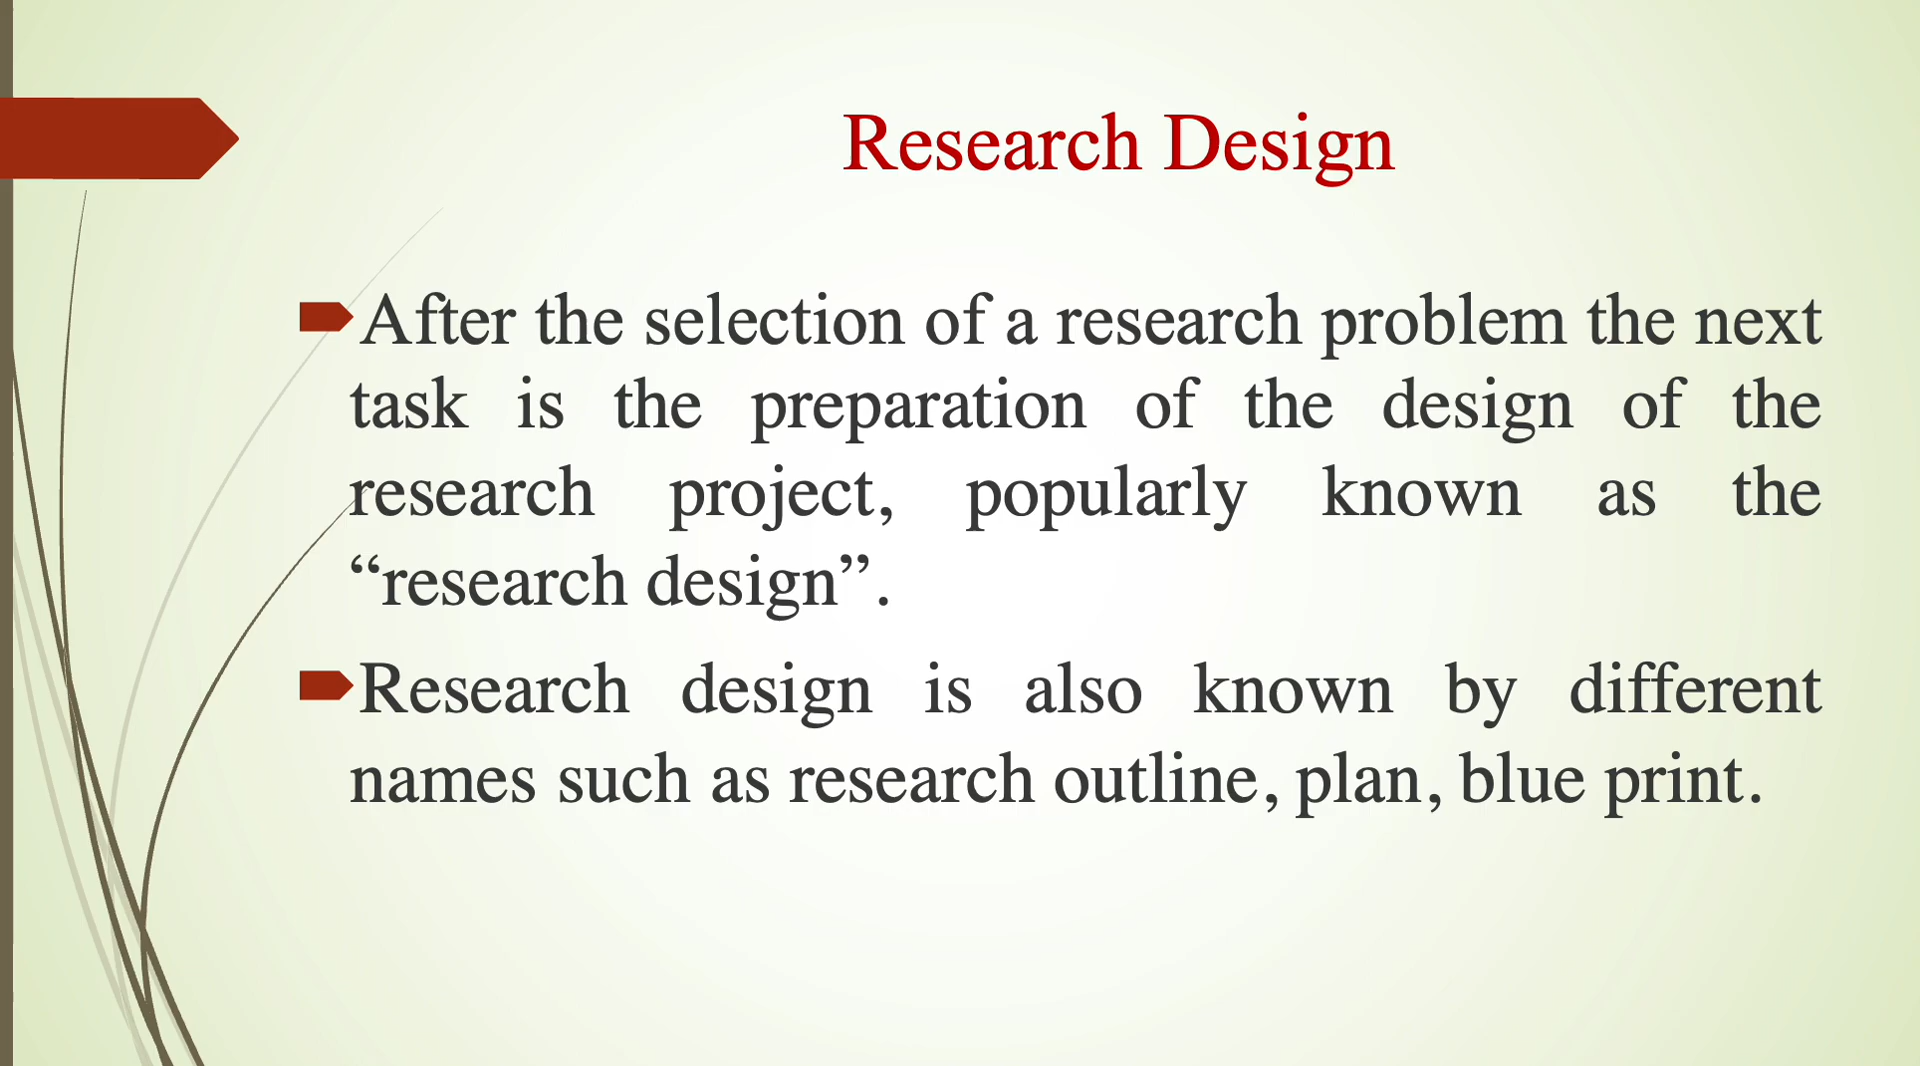 Research Design
After the selection of a research problem the next
task is the preparation of the design of the
research project, popularly known as the
“research design”.
Research design is also known by different
names such as research outline, plan, blue print.